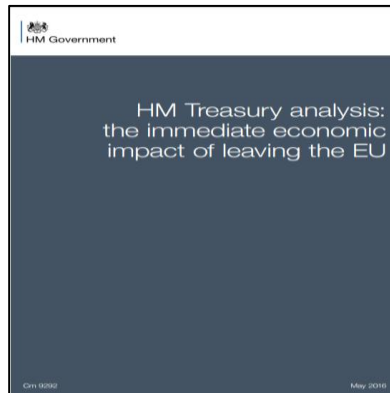 HM Government
HM Treasury analysis:
the immediate economic
impact of leaving the EU
Cm 9292
May 2016